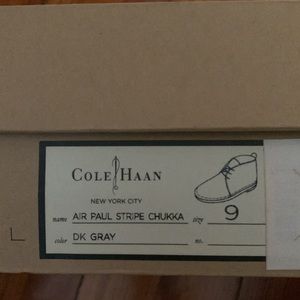 COLE HAAN
NEW YORK CITY
name AIR PAUL STRIPE CHUKKA size 9
color DK GRAY no.